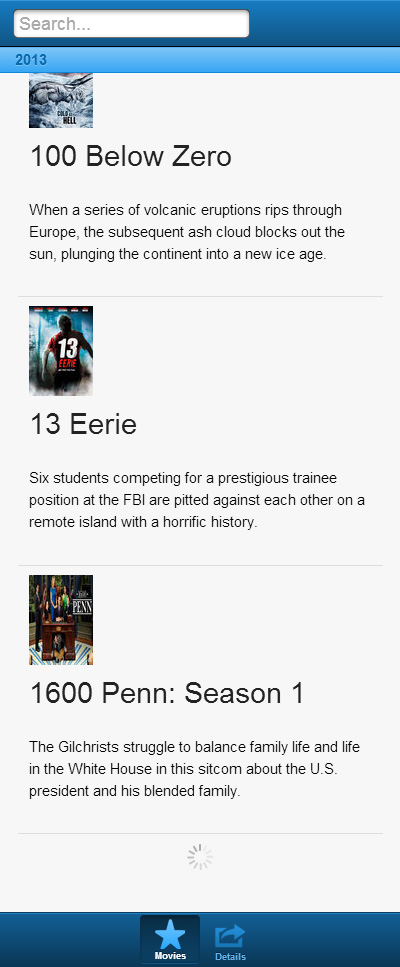 Search...
2013
COLD
HELL
100 Below Zero
When a series of volcanic eruptions rips through
Europe, the subsequent ash cloud blocks out the
sun, plunging the continent into a new ice age.
13
EERIE
13 Eerie
Six students competing for a prestigious trainee
position at the FBI are pitted against each other on a
remote island with a horrific history.
PENN
1600 Penn: Season 1
The Gilchrists struggle to balance family life and life
in the White House in this sitcom about the U.S.
president and his blended family.
Movies
Details